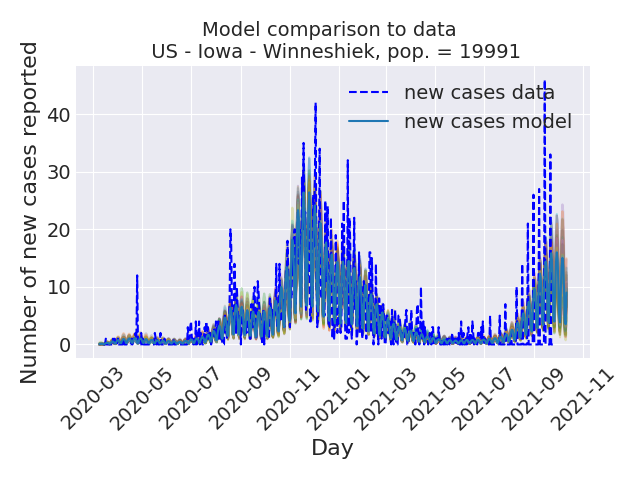 Model comparison to data
US - Iowa - Winneshiek, pop. = 19991
Number of new cases reported
40
30
20
10
0
new cases data
new cases model
2020-03
2020-05
2020-07
2020-09
2020-11
2021-01
2021-03
2021-05
2021-07
2021-09
2021-11
Day